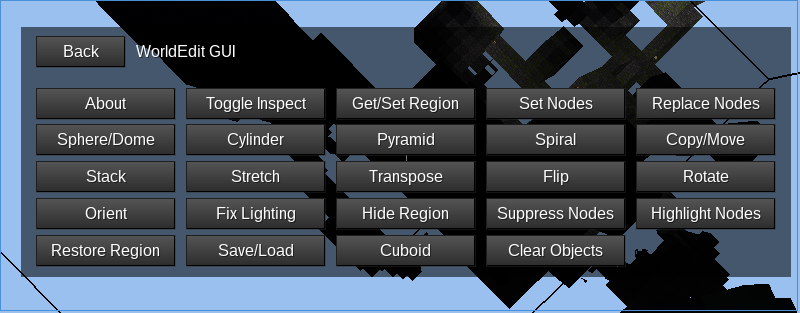 Back WorldEdit GUI
About Toggle Inspect Get/Set Region Set Nodes Replace Nodes
Sphere/Dome Cylinder Pyramid Spiral Copy/Move
Stack Stretch Transpose Flip Rotate
Orient Fix Lighting Hide Region Suppress Nodes Highlight Nodes
Restore Region Save/Load Cuboid Clear Objects